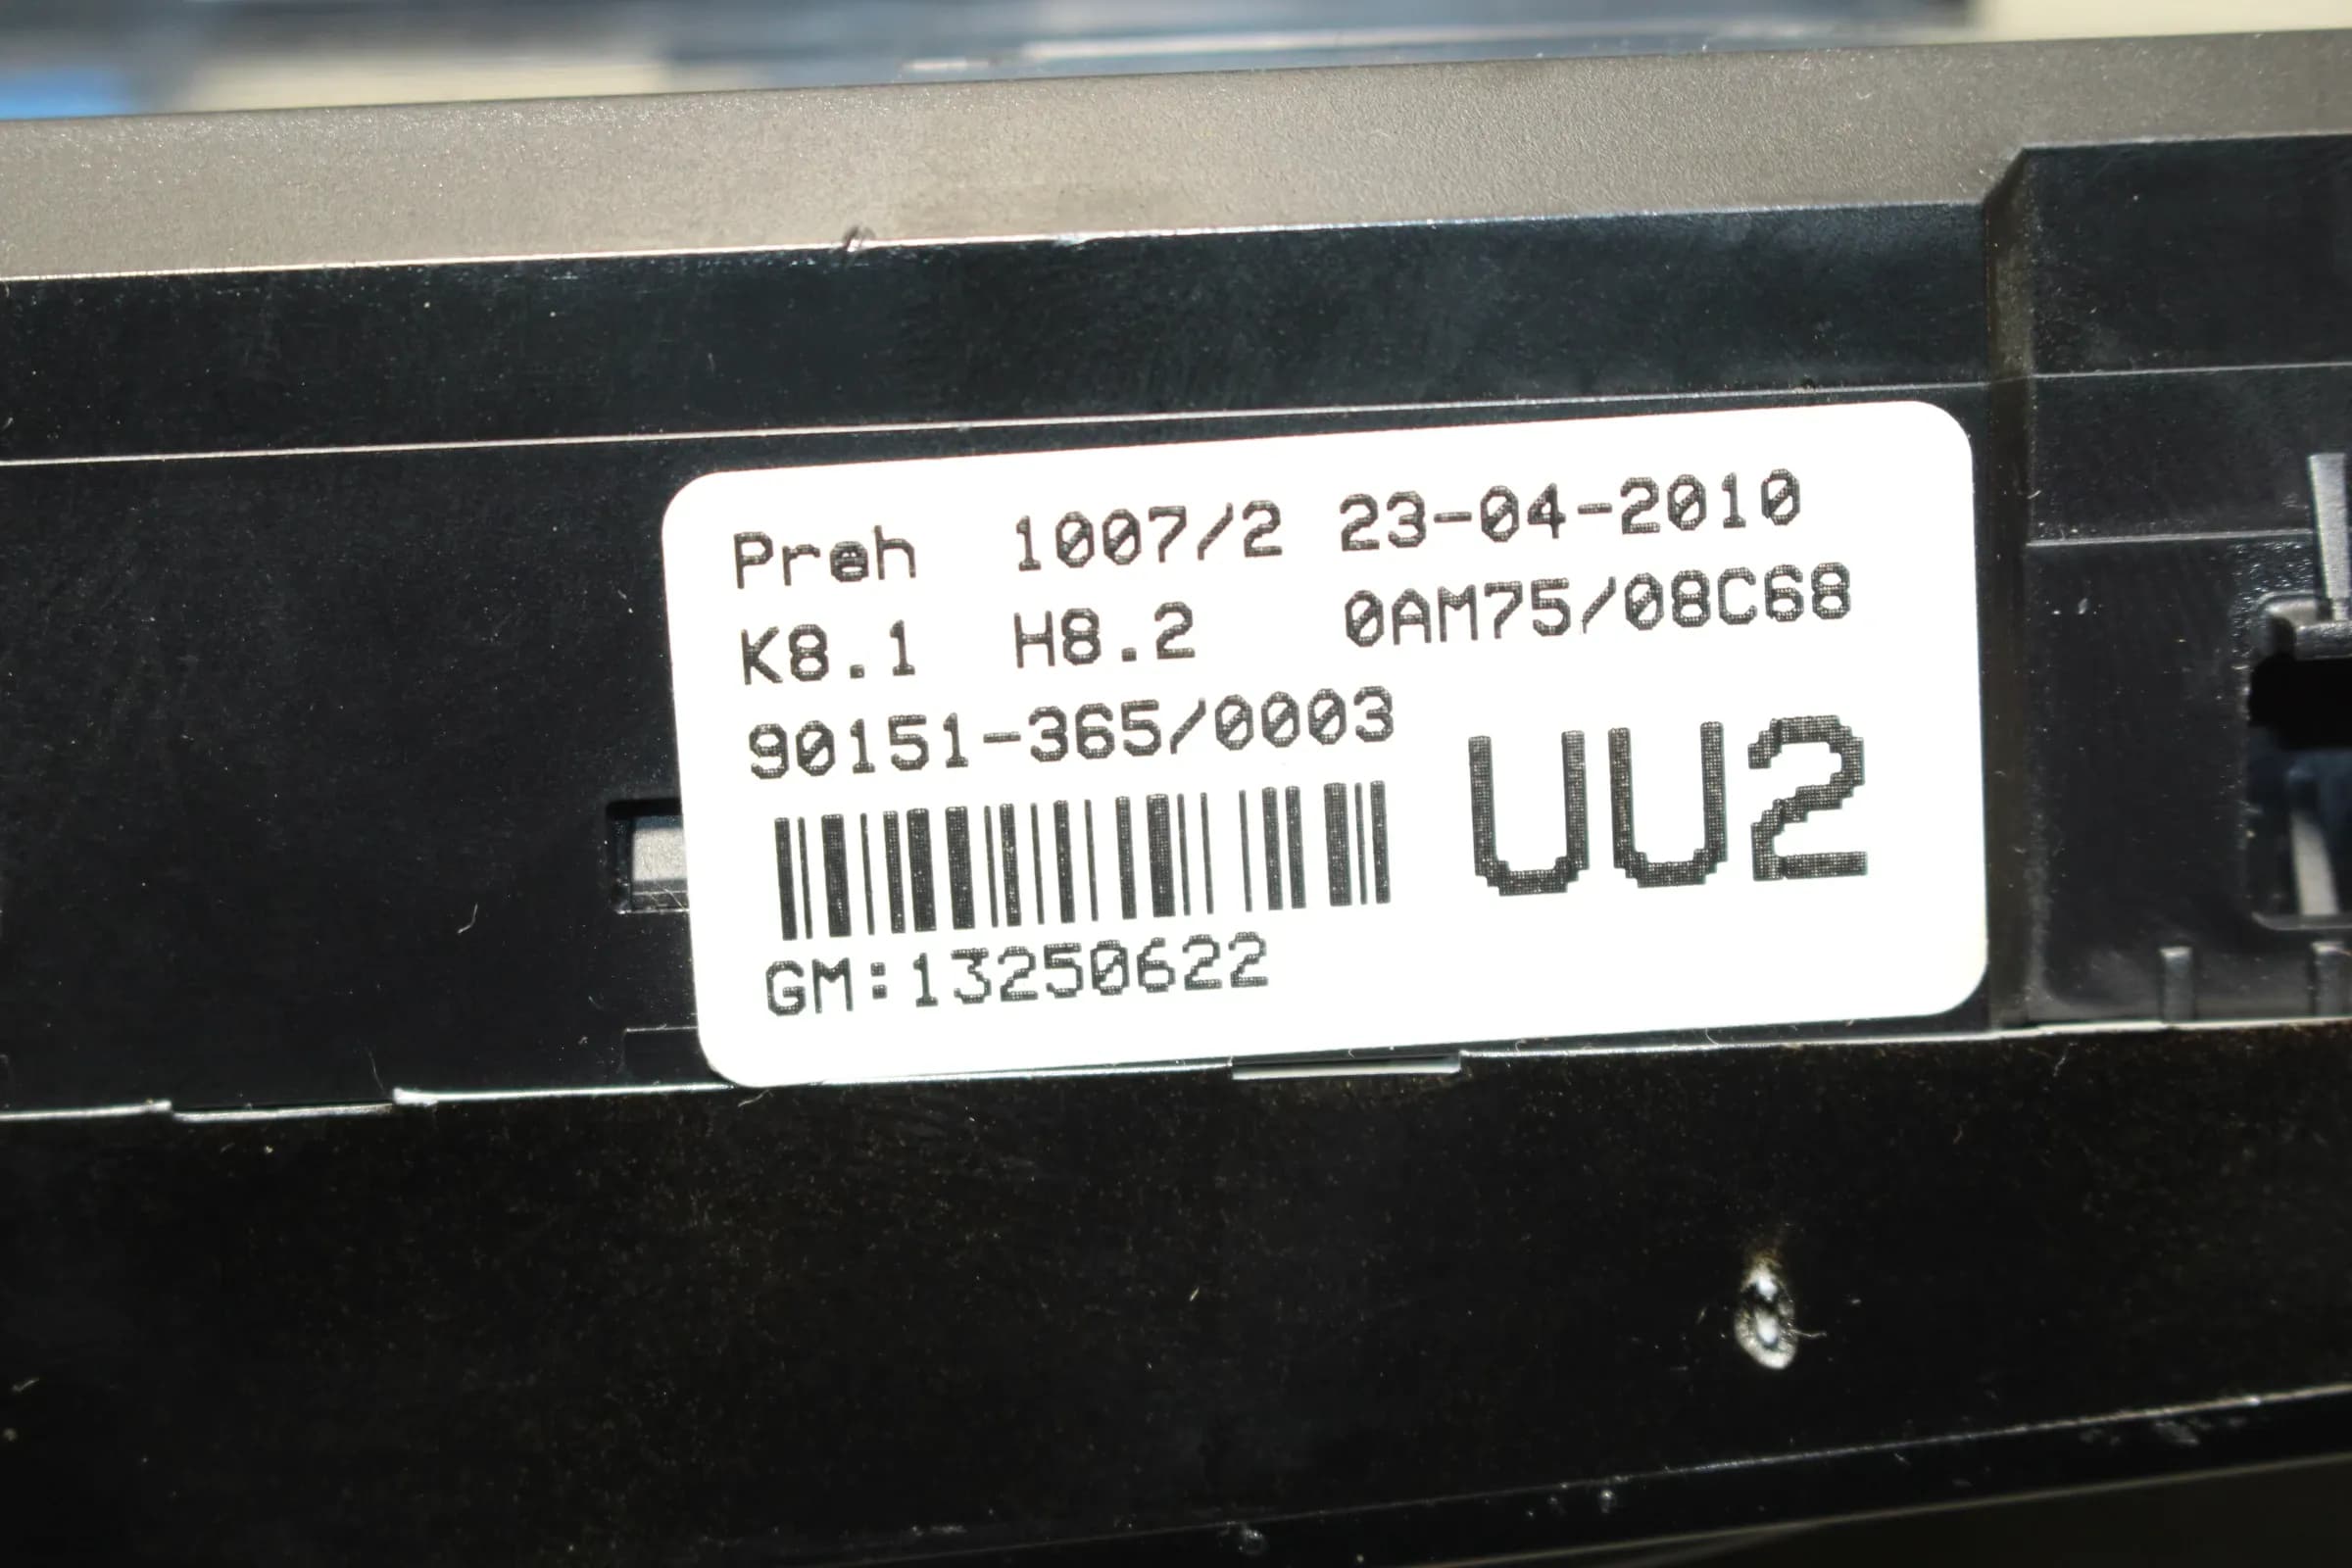 Preh 1007/2 23-04-2010
K8.1 H8.2 0AM75/08C68
90151-365/0003
UU2
GM:13250622